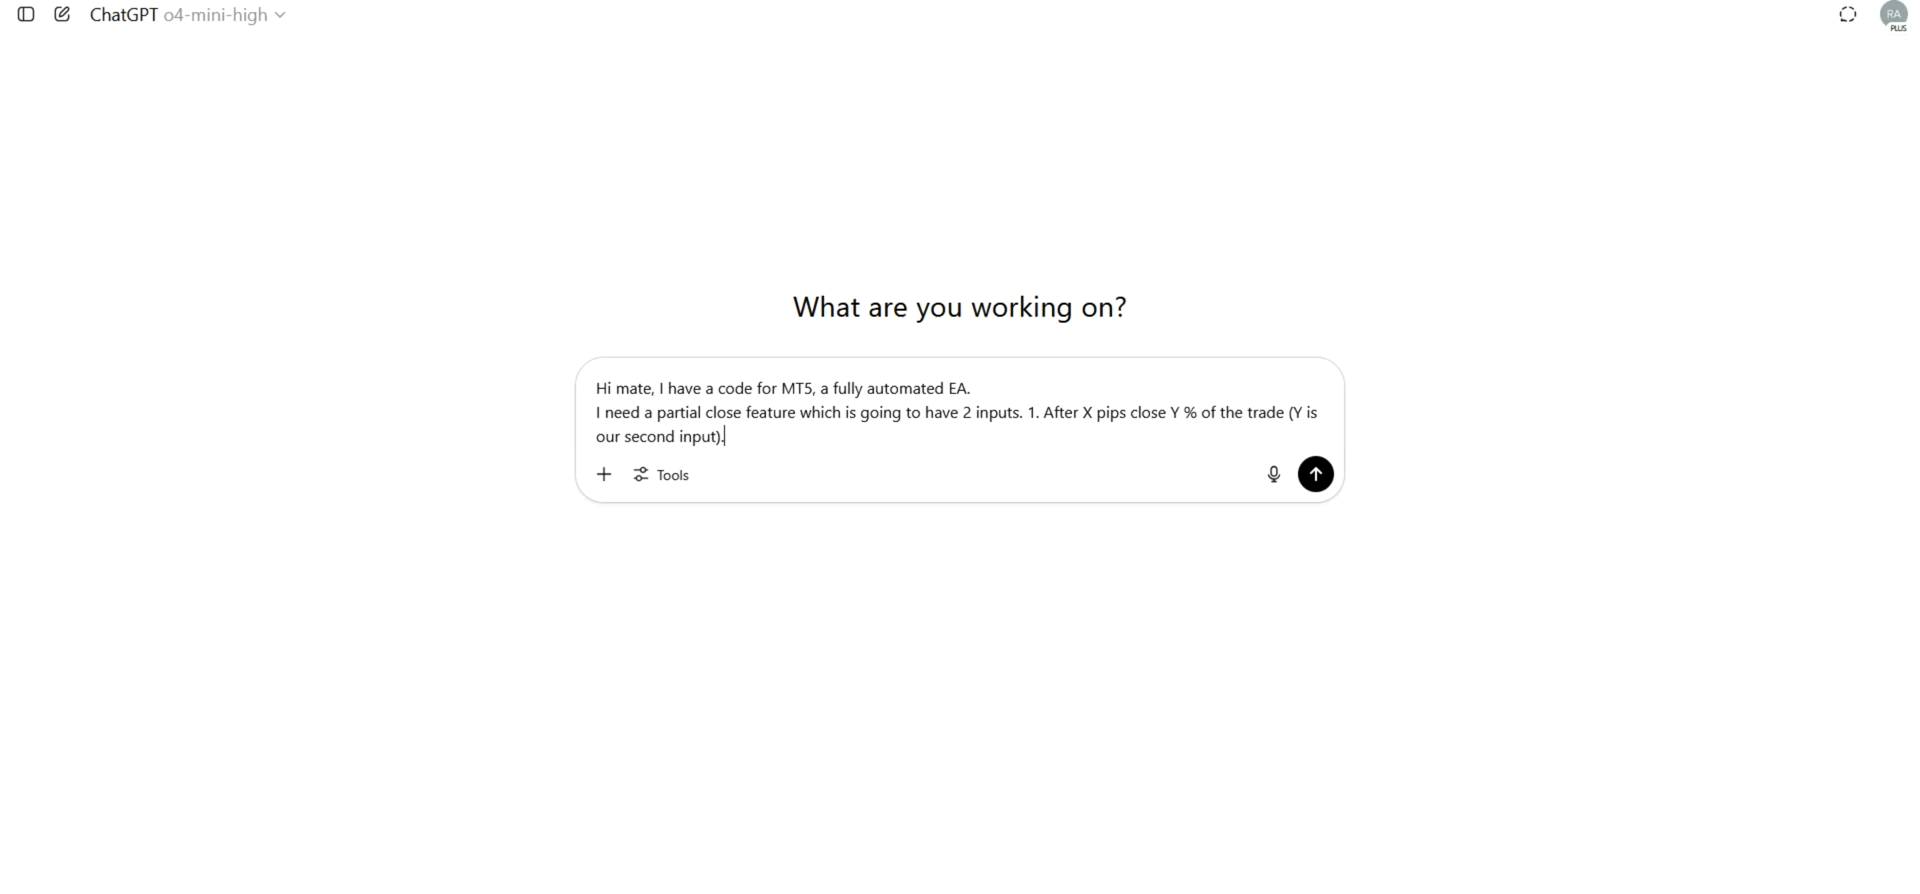 ChatGPT o4-mini-high
RA
PLUS
What are you working on?
Hi mate, I have a code for MT5, a fully automated EA.
I need a partial close feature which is going to have 2 inputs. 1. After X pips close Y % of the trade (Y is
our second input).
Tools